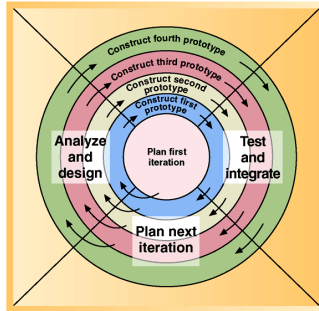 Construct fourth prototype
Construct third prototype
Construct second
prototype
Construct first
prototype
Plan first
iteration
Analyze
and
design
Test
and
integrate
Plan next
iteration